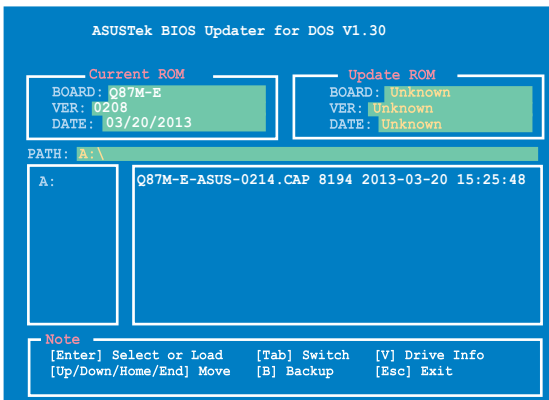 ASUSTek BIOS Updater for DOS V1.30
Current ROM
BOARD: Q87M-E
VER: 0208
DATE: 03/20/2013
Update ROM
BOARD: Unknown
VER: Unknown
DATE: Unknown
PATH: A:\
A:
Q87M-E-ASUS-0214.CAP 8194 2013-03-20 15:25:48
Note
[Enter] Select or Load [Tab] Switch [V] Drive Info
[Up/Down/Home/End] Move [B] Backup [Esc] Exit